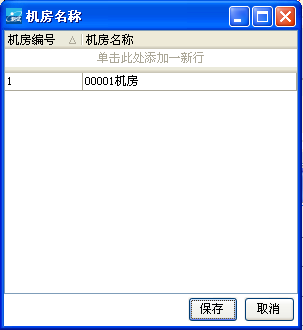 机房名称
机房编号 机房名称
单击此处添加一新行
1 00001机房
保存 取消